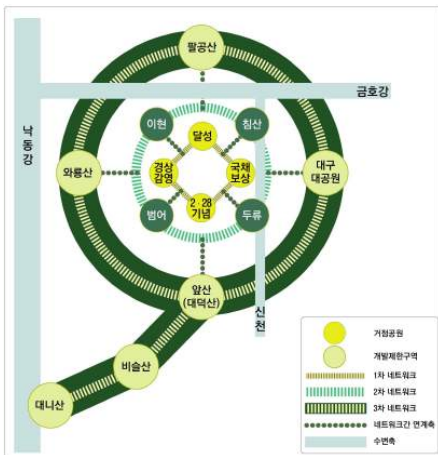 팔공산
금호강
낙동강
이현
침산
달성
와룡산
경상
감영
국채
보상
대구
대공원
2·28
기념
범어
두류
앞산
(대덕산)
신천
비슬산
대니산
거점공원
개발제한구역
1차 네트워크
2차 네트워크
3차 네트워크
네트워크간 연계축
수변축